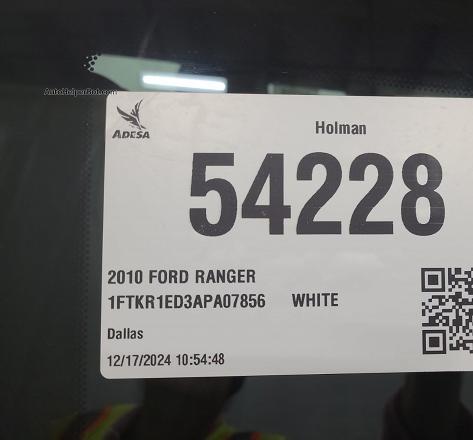 AutoHelperBot.com
ADESA
Holman
54228
2010 FORD RANGER
1FTKR1ED3APA07856 WHITE
Dallas
12/17/2024 10:54:48